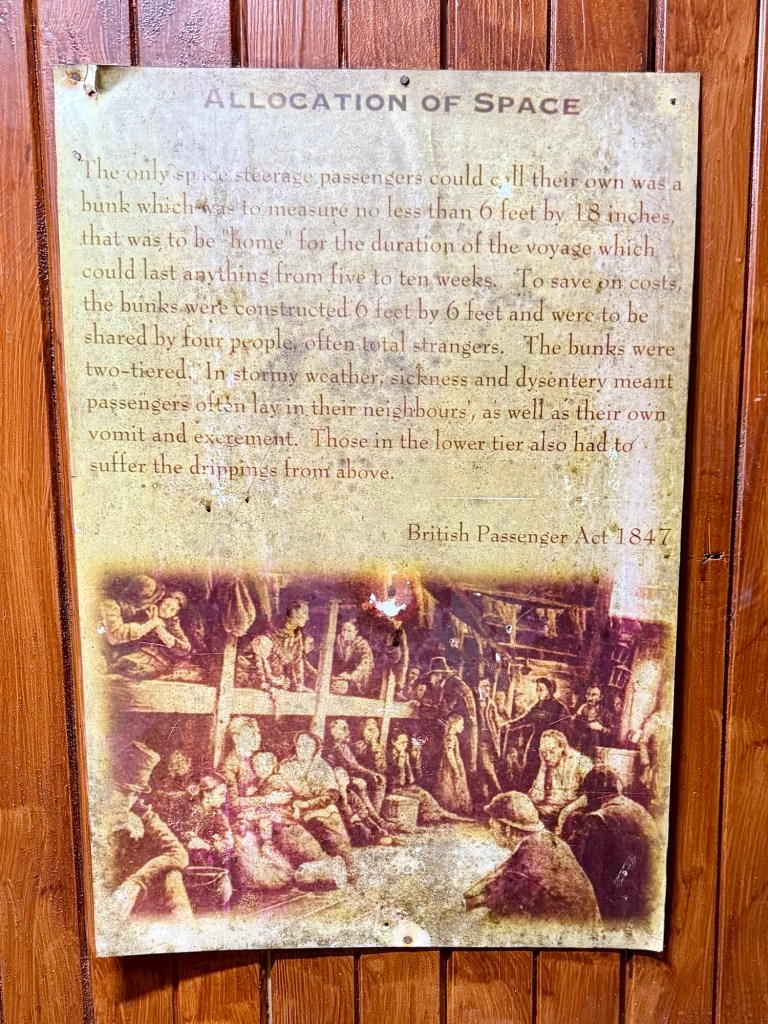 ALLOCATION OF SPACE
The only space steerage passengers could call their own was a
bunk which was to measure no less than 6 feet by 18 inches,
that was to be "home" for the duration of the voyage which
could last anything from five to ten weeks. To save on costs,
the bunks were constructed 6 feet by 6 feet and were to be
shared by four people, often total strangers. The bunks were
two-tiered. In stormy weather, sickness and dysentery meant
passengers often lay in their neighbours', as well as their own
vomit and excrement. Those in the lower tier also had to
suffer the drippings from above.
British Passenger Act 1847